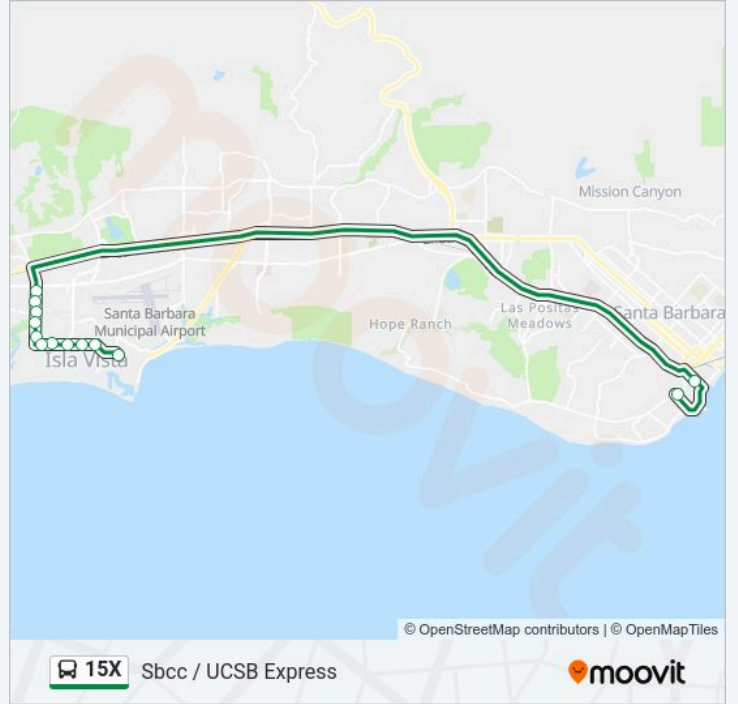 Mission Canyon
Santa Barbara
Municipal Airport
Las Positas
Meadows
Santa Barbara
Hope Ranch
Isla Vista
moovit
© OpenStreetMap contributors | © OpenMapTiles
15X Sbcc / UCSB Express
moovit